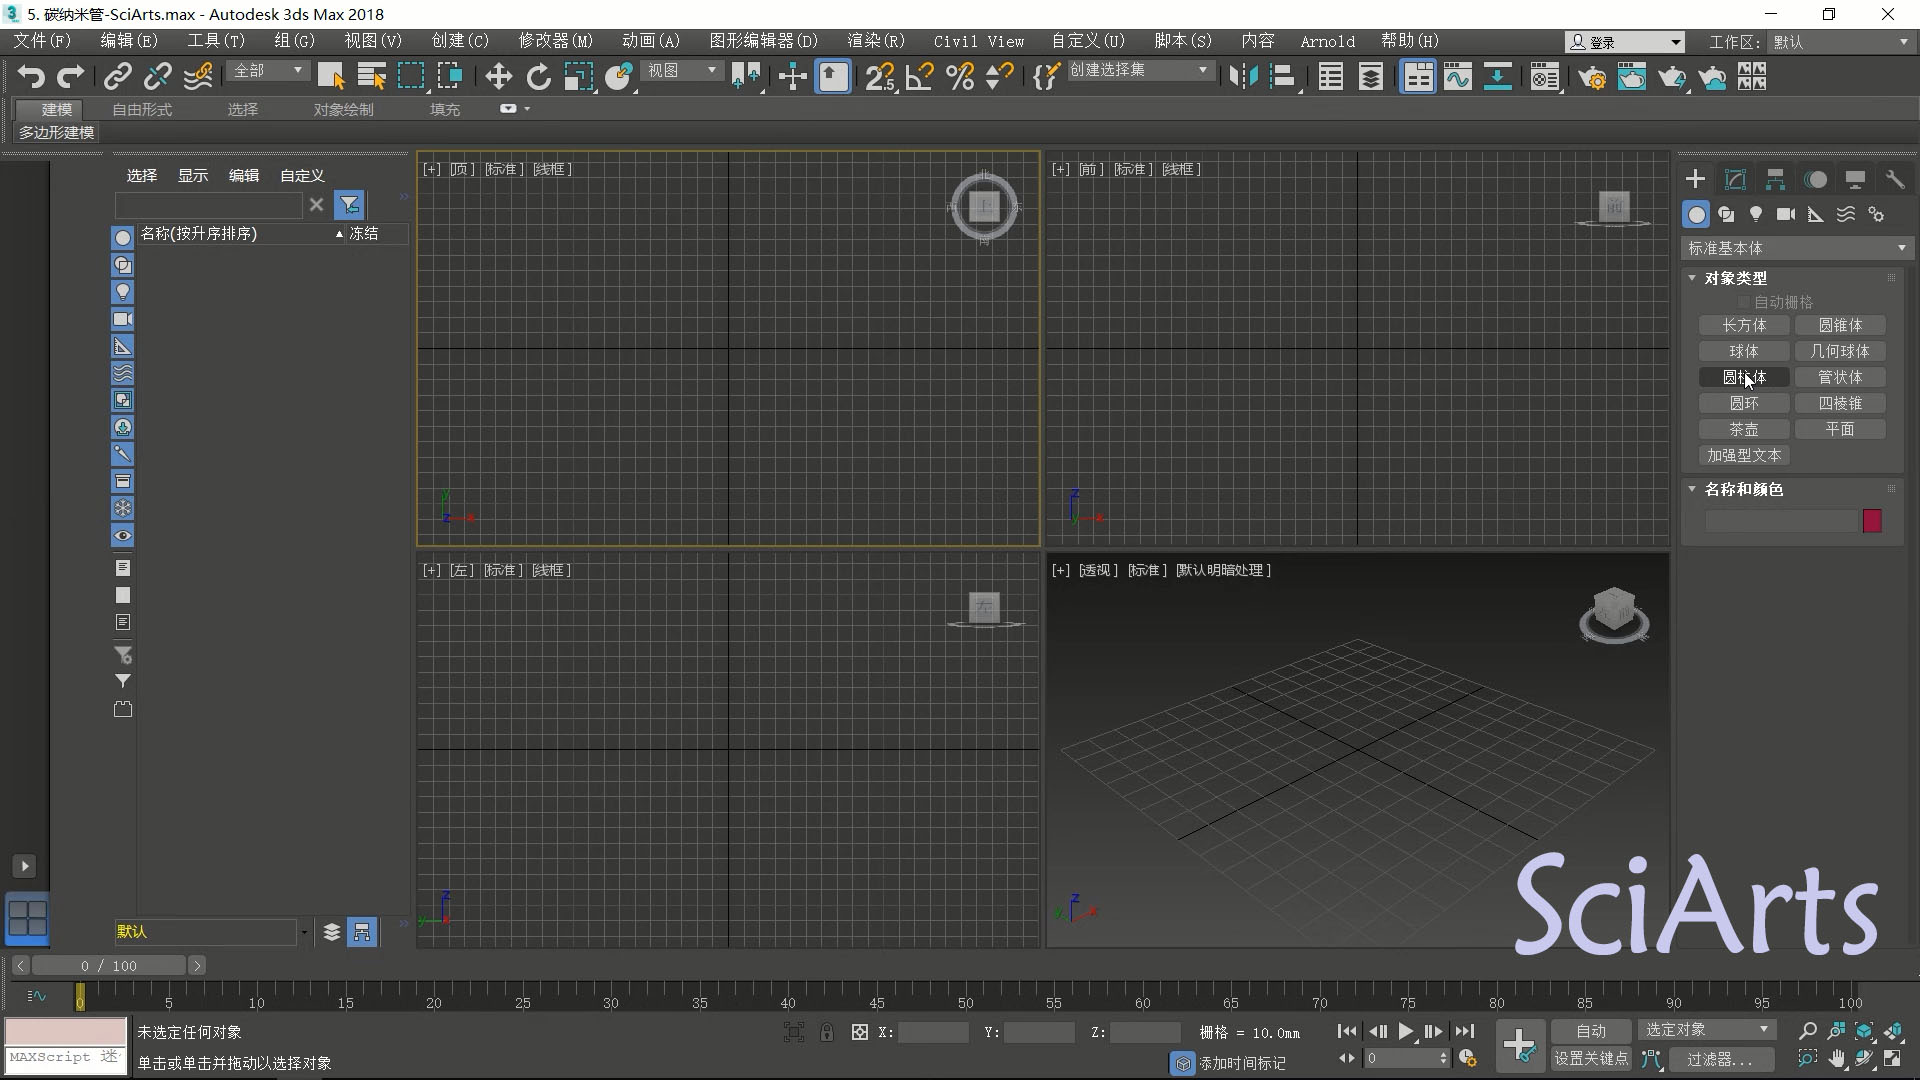 5. 碳纳米管-SciArts.max - Autodesk 3ds Max 2018
文件(F) 编辑(E) 工具(T) 组(G) 视图(V) 创建(C) 修改器(M) 动画(A) 图形编辑器(D) 渲染(R) Civil View 自定义(U) 脚本(S) 内容 Arnold 帮助(H) 登录 工作区: 默认
全部 视图 创建选择集
建模 自由形式 选择 对象绘制 填充
多边形建模
选择 显示 编辑 自定义
名称(按升序排序) ▲ 冻结
默认
[+] [顶] [标准] [线框]
[+] [前] [标准] [线框]
[+] [左] [标准] [线框]
[+] [透视] [标准] [默认明暗处理]
上
前
左
标准基本体
对象类型
自动栅格
长方体 圆锥体
球体 几何球体
圆柱体 管状体
圆环 四棱锥
茶壶 平面
加强型文本
名称和颜色
SciArts
0 / 100
0 5 10 15 20 25 30 35 40 45 50 55 60 65 70 75 80 85 90 95 100
未选定任何对象 X: Y: Z: 栅格 = 10.0mm 自动 选定对象
MAXScript 迷
单击或单击并拖动以选择对象 添加时间标记 0 设置关键点 过滤器...